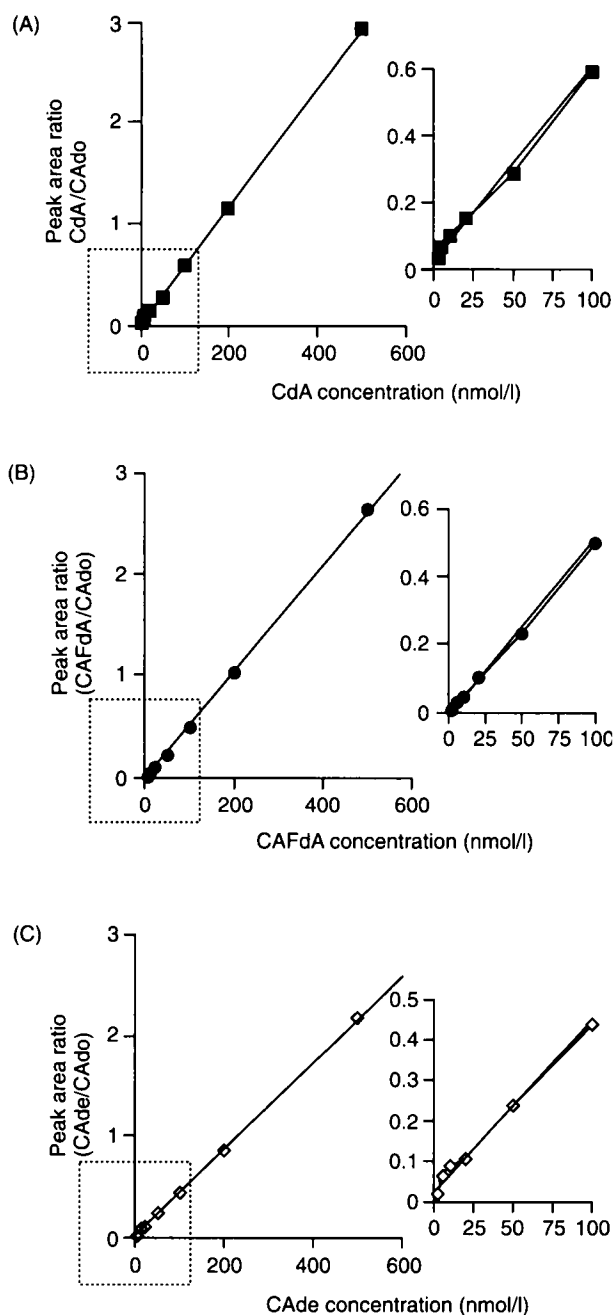 (A)
Peak area ratio
CdA/CAdo
3
2
1
0
0 200 400 600
CdA concentration (nmol/l)
0.6
0.4
0.2
0
0 25 50 75 100
(B)
Peak area ratio
(CAFdA/CAdo)
3
2
1
0
0 200 400 600
CAFdA concentration (nmol/l)
0.6
0.4
0.2
0
0 25 50 75 100
(C)
Peak area ratio
(CAde/CAdo)
3
2
1
0
0 200 400 600
CAde concentration (nmol/l)
0.5
0.4
0.3
0.2
0.1
0
0 25 50 75 100